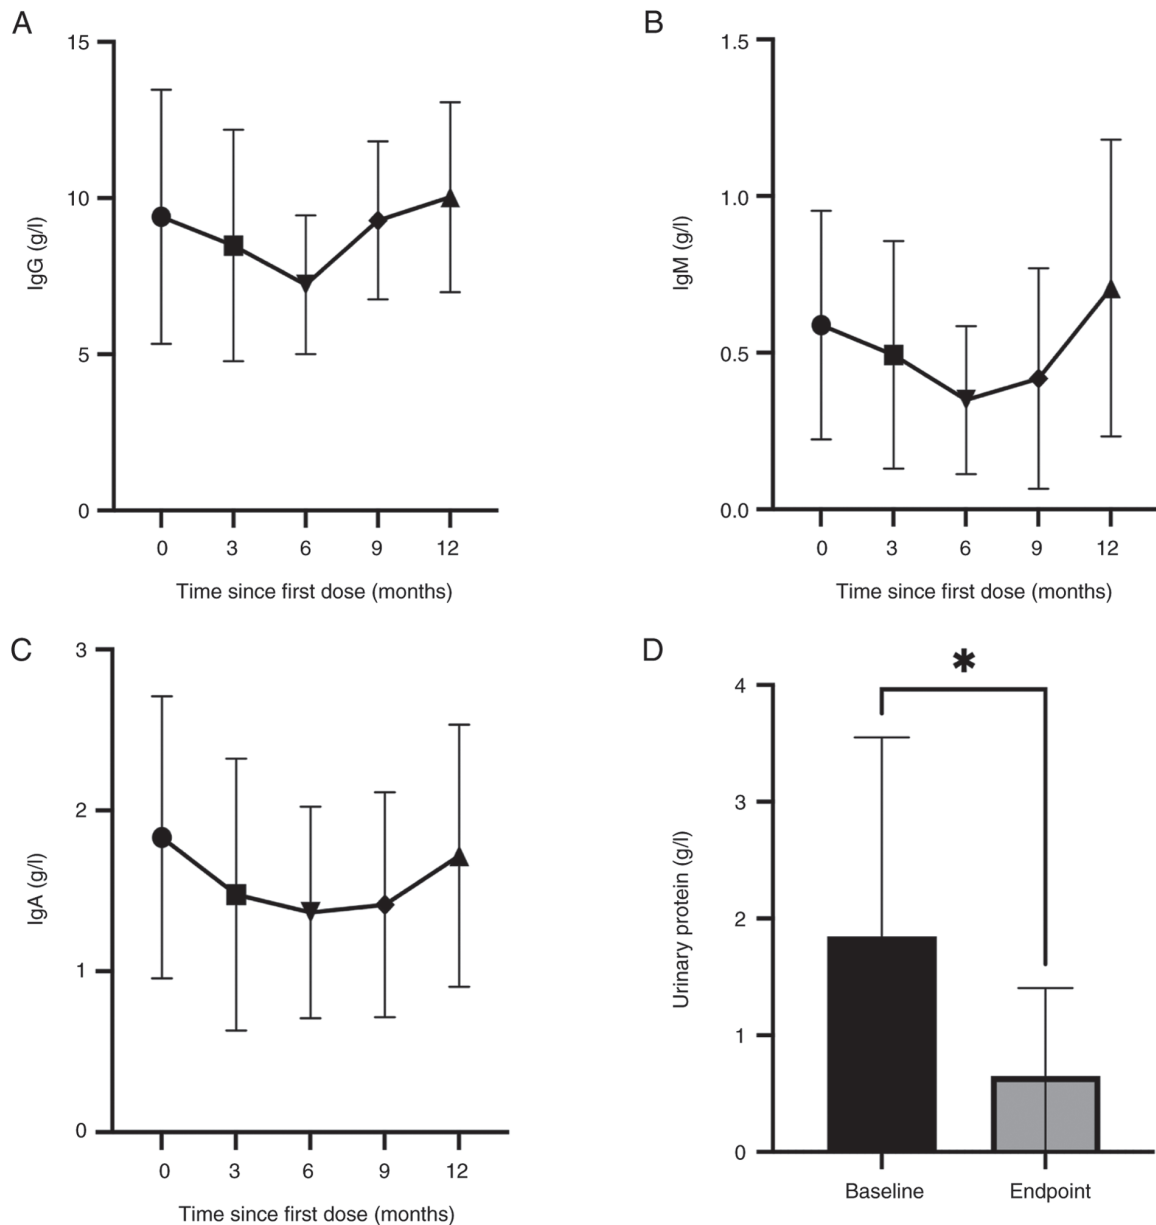 A
15
10
5
0
IgG (g/l)
0 3 6 9 12
Time since first dose (months)
B
1.5
1.0
0.5
0.0
IgM (g/l)
0 3 6 9 12
Time since first dose (months)
C
3
2
1
0
IgA (g/l)
0 3 6 9 12
Time since first dose (months)
D
*
4
3
2
1
0
Urinary protein (g/l)
Baseline Endpoint